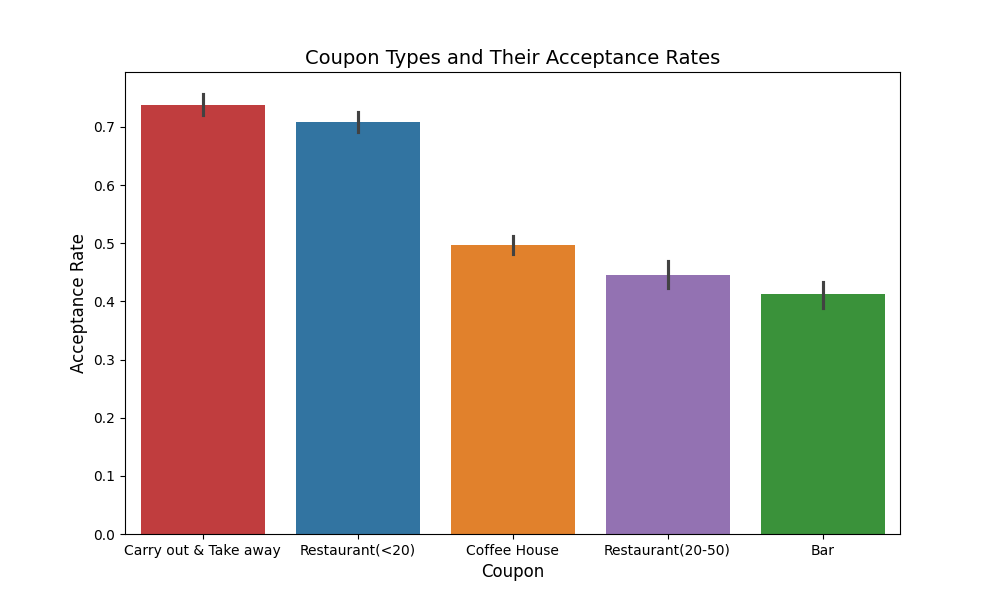 Coupon Types and Their Acceptance Rates
Acceptance Rate
0.7
0.6
0.5
0.4
0.3
0.2
0.1
0.0
Carry out & Take away
Restaurant(<20)
Coffee House
Restaurant(20-50)
Bar
Coupon